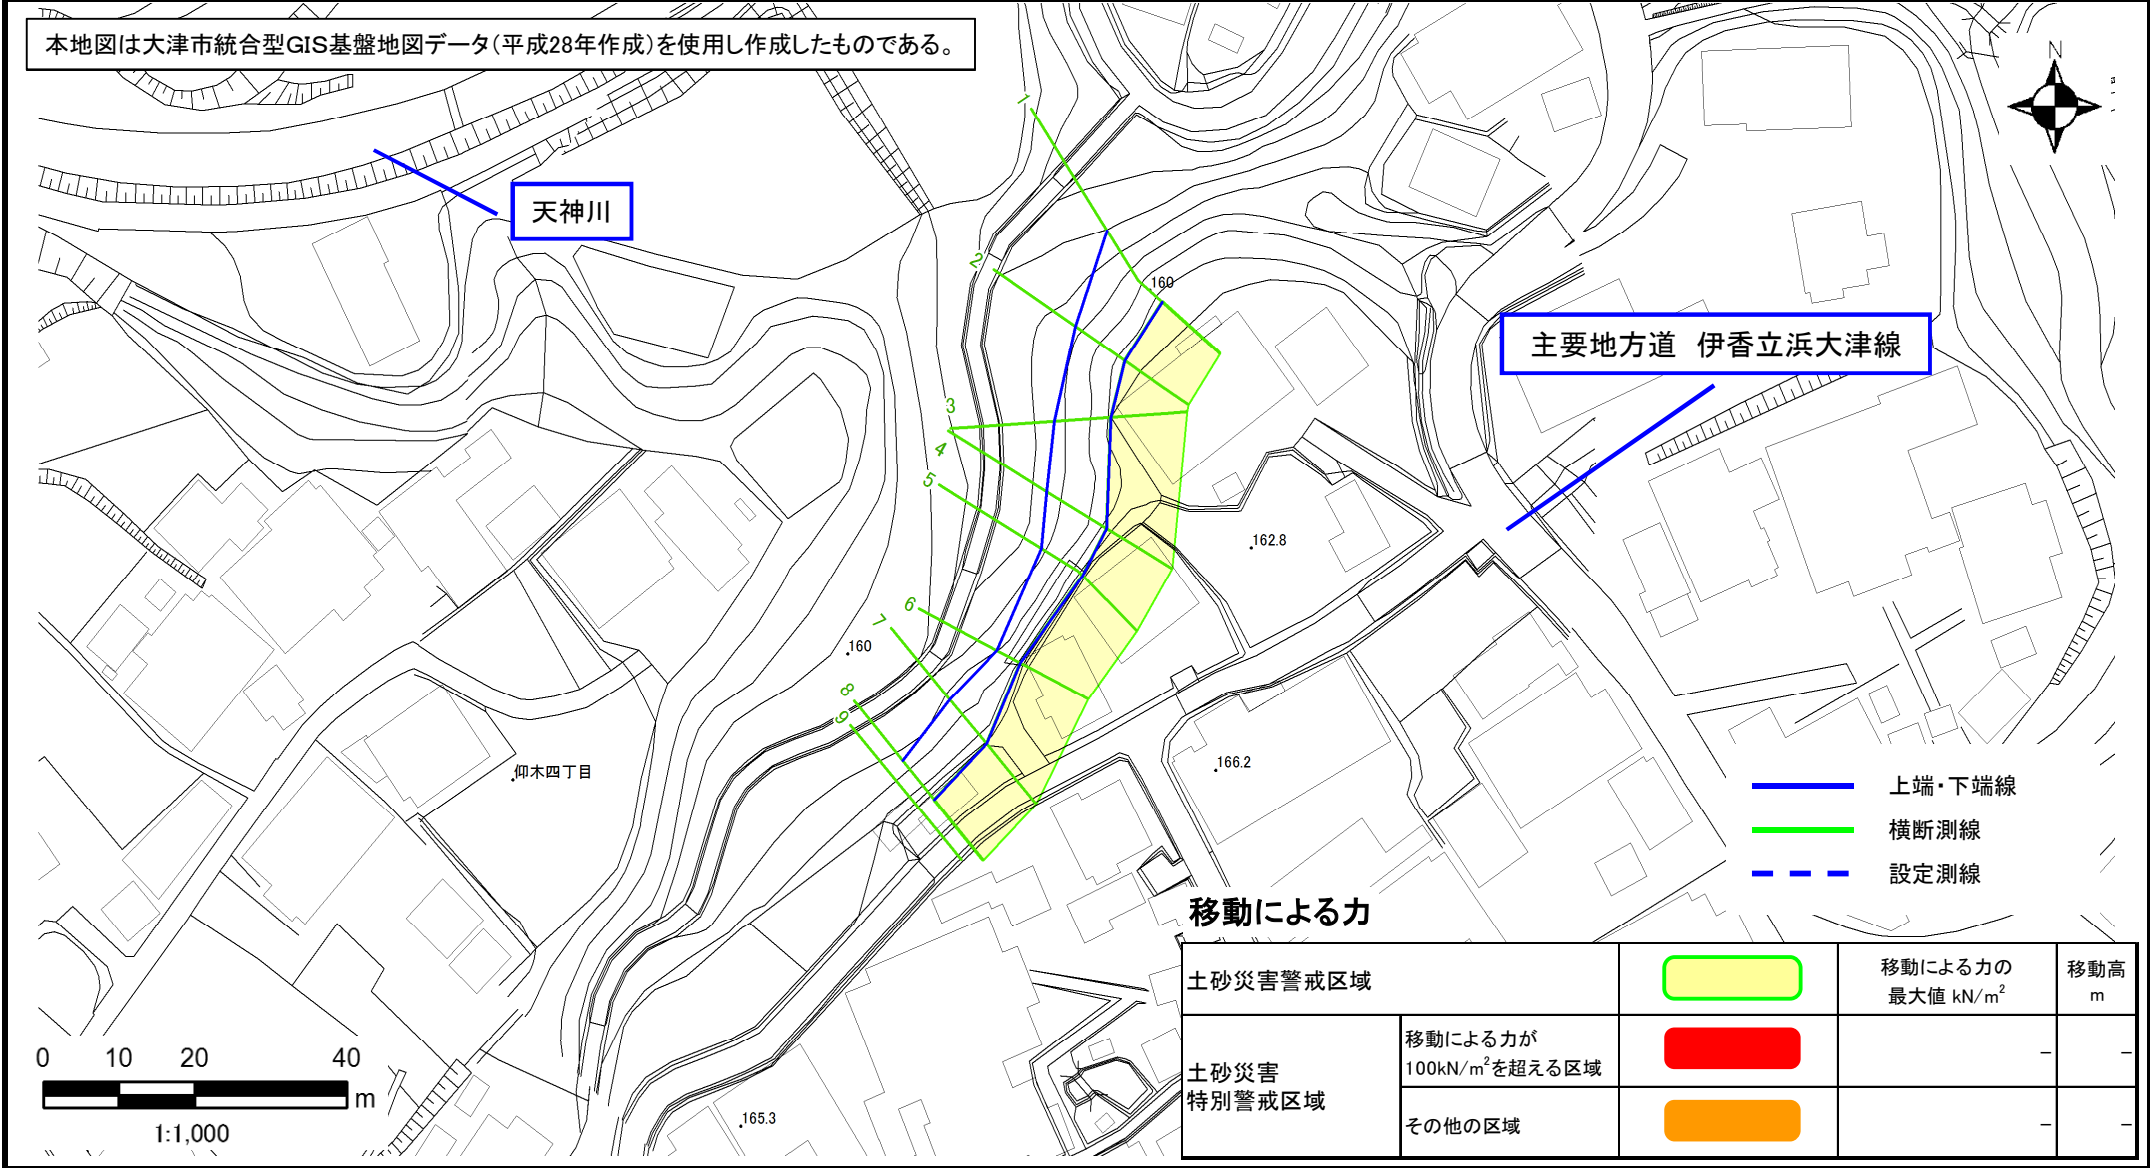 本地図は大津市統合型GIS基盤地図データ（平成28年作成）を使用し作成したものである。
N
天神川
1
2
160
主要地方道　伊香立浜大津線
3
4
5
162.8
6
7
160
8
9
166.2
仰木四丁目
上端・下端線
横断測線
設定測線
移動による力
土砂災害警戒区域
移動による力の
最大値 kN/m²
移動高
m
土砂災害
特別警戒区域
移動による力が
100kN/m²を超える区域
－ －
その他の区域
－ －
0 10 20 40
m
1:1,000
165.3